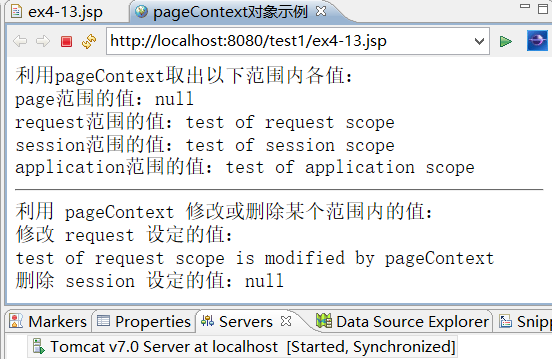 ex4-13.jsp
pageContext对象示例
http://localhost:8080/test1/ex4-13.jsp
利用pageContext取出以下范围内各值：
page范围的值：null
request范围的值：test of request scope
session范围的值：test of session scope
application范围的值：test of application scope
利用 pageContext 修改或删除某个范围内的值：
修改 request 设定的值：
test of request scope is modified by pageContext
删除 session 设定的值：null
Markers Properties Servers Data Source Explorer Snipp
Tomcat v7.0 Server at localhost [Started, Synchronized]